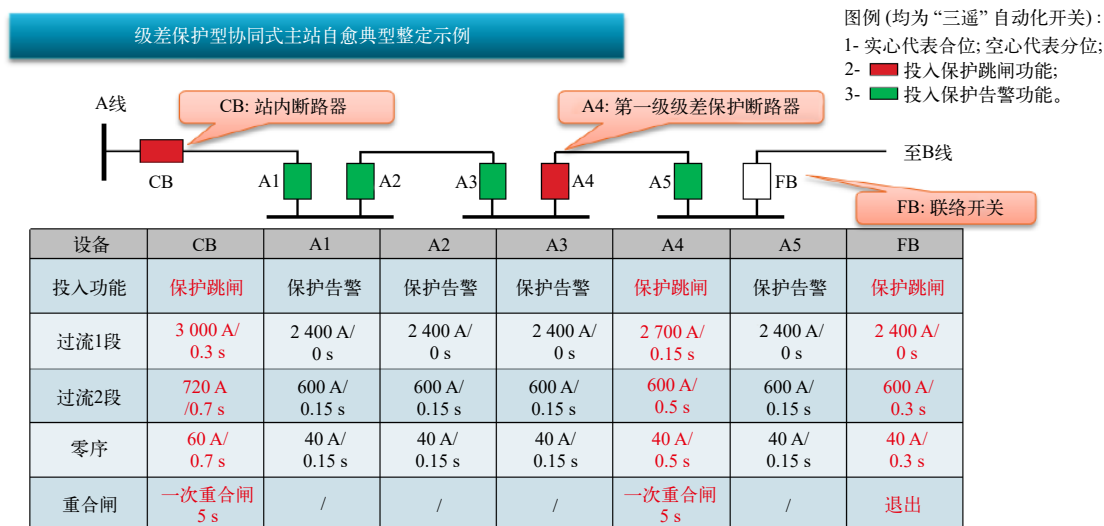 级差保护型协同式主站自愈典型整定示例
图例 (均为 “三遥” 自动化开关) :
1- 实心代表合位; 空心代表分位;
2- 投入保护跳闸功能;
3- 投入保护告警功能。
A线
CB: 站内断路器
A4: 第一级级差保护断路器
至B线
CB
A1
A2
A3
A4
A5
FB
FB: 联络开关
设备 CB A1 A2 A3 A4 A5 FB
投入功能 保护跳闸 保护告警 保护告警 保护告警 保护跳闸 保护告警 保护跳闸
过流1段 3 000 A/ 2 400 A/ 2 400 A/ 2 400 A/ 2 700 A/ 2 400 A/ 2 400 A/
0.3 s 0 s 0 s 0 s 0.15 s 0 s 0 s
过流2段 720 A 600 A/ 600 A/ 600 A/ 600 A/ 600 A/ 600 A/
/0.7 s 0.15 s 0.15 s 0.15 s 0.5 s 0.15 s 0.3 s
零序 60 A/ 40 A/ 40 A/ 40 A/ 40 A/ 40 A/ 40 A/
0.7 s 0.15 s 0.15 s 0.15 s 0.5 s 0.15 s 0.3 s
重合闸 一次重合闸 / / / 一次重合闸 / 退出
5 s 5 s